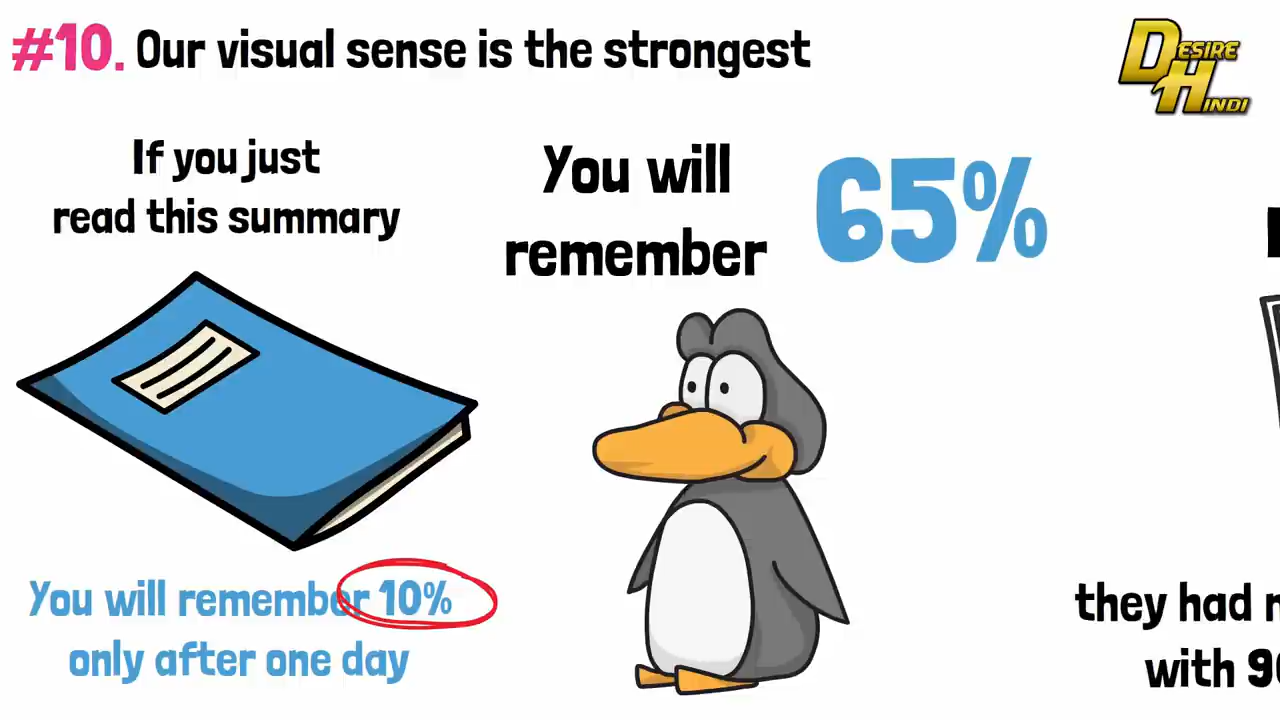 #10. Our visual sense is the strongest
DESIRE
HINDI
If you just
read this summary
You will
remember
65%
You will remember 10%
only after one day
they had
with